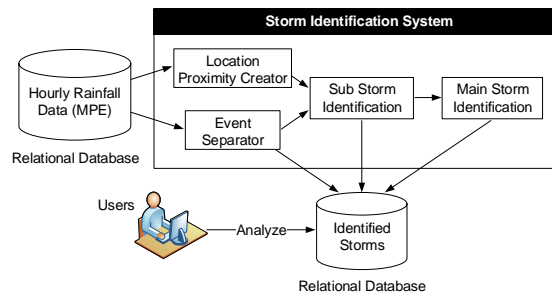 Storm Identification System
Location
Proximity Creator
Hourly Rainfall
Data (MPE)
Sub Storm
Identification
Main Storm
Identification
Event
Separator
Relational Database
Users
Analyze
Identified
Storms
Relational Database